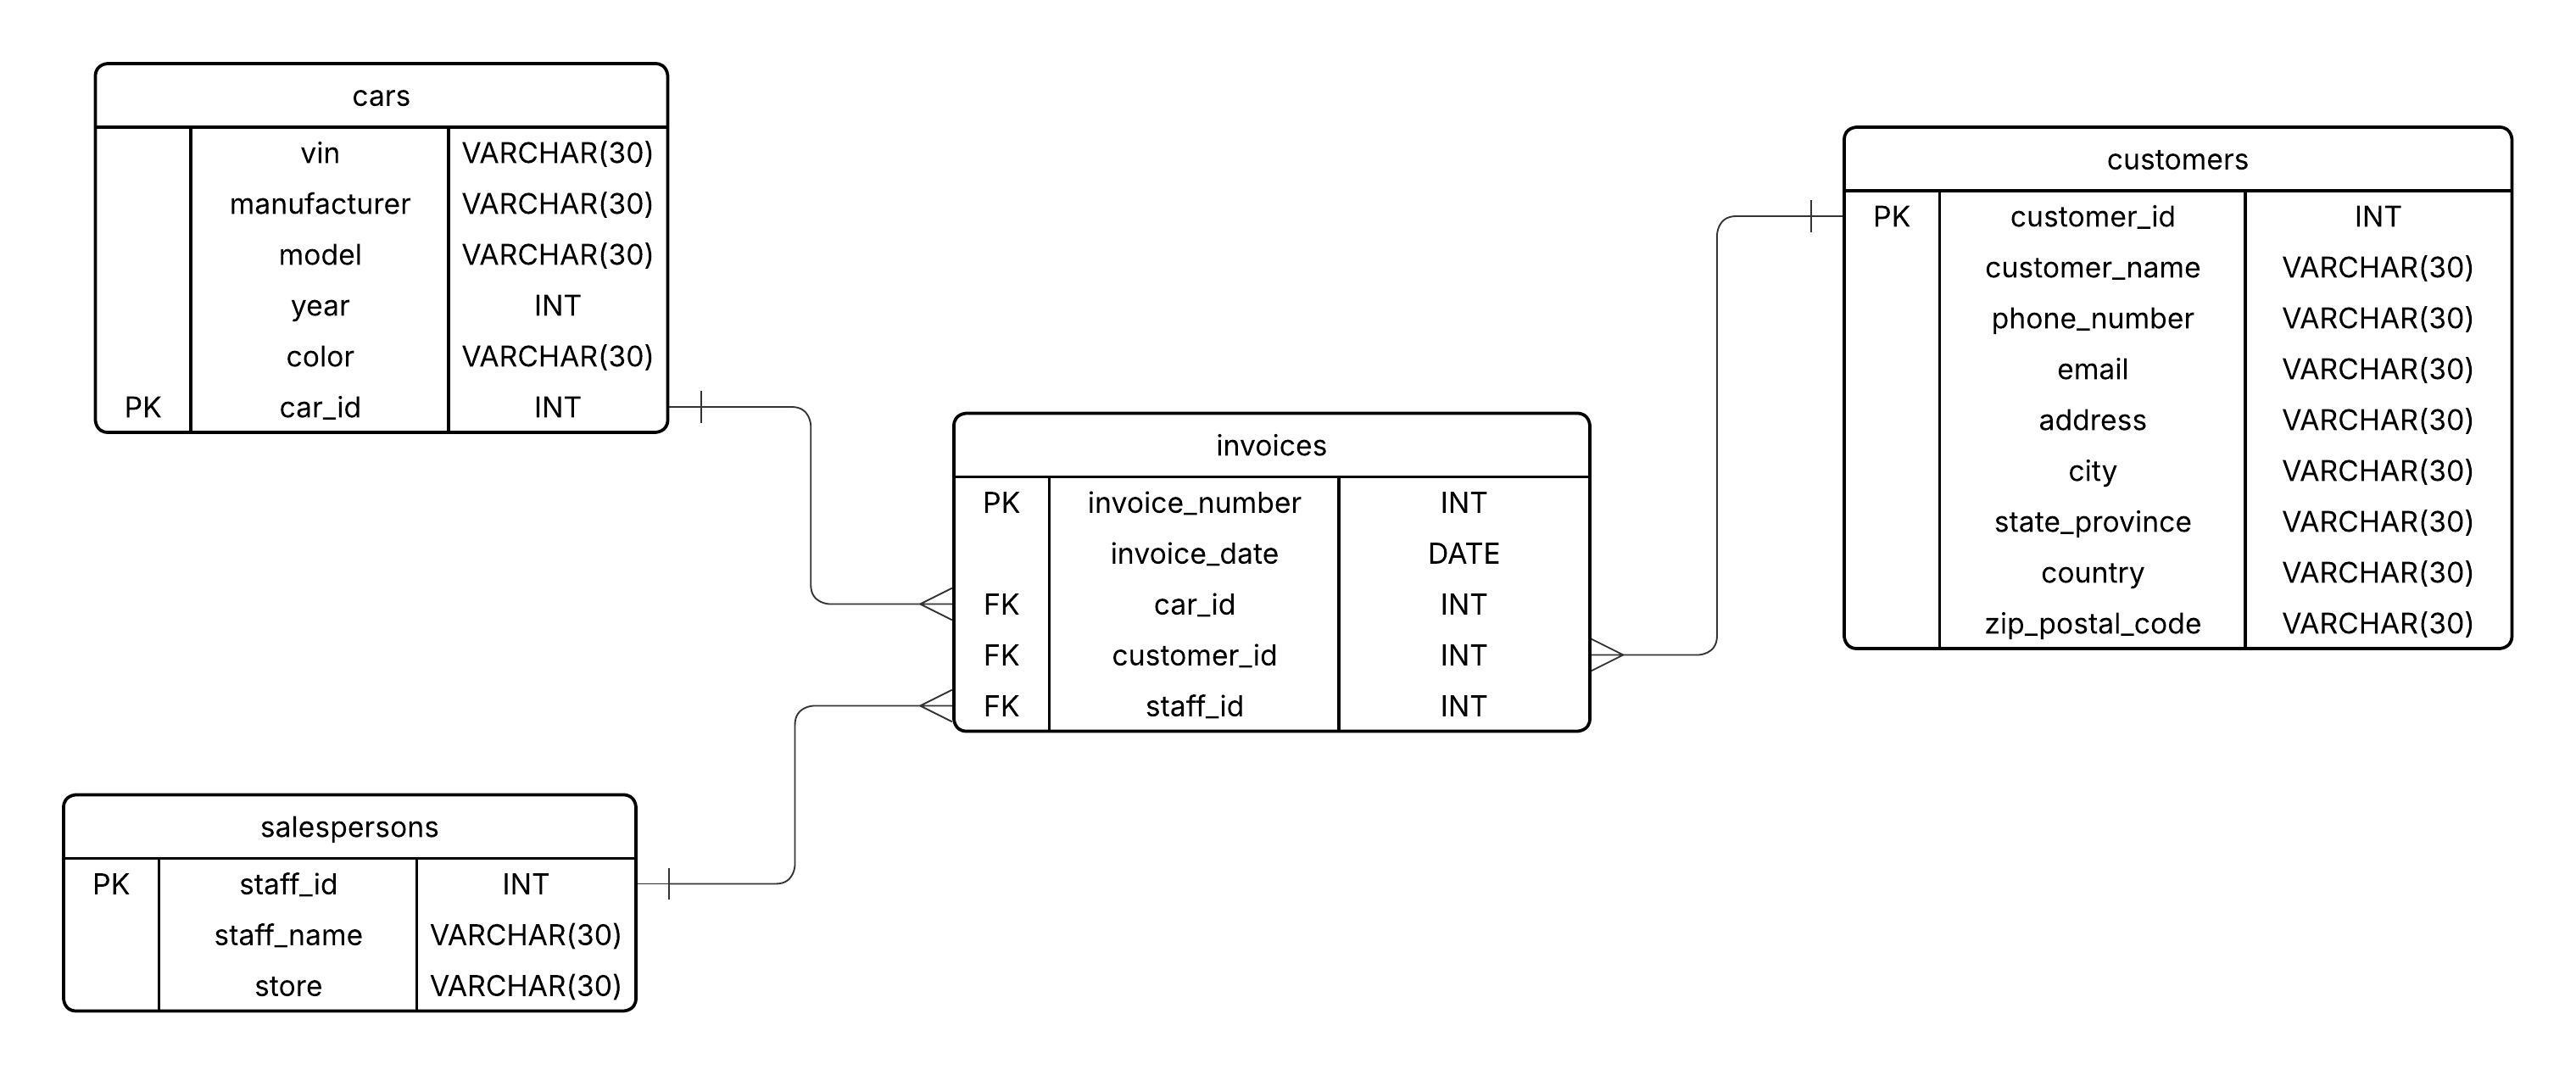 cars
vin VARCHAR(30)
manufacturer VARCHAR(30)
model VARCHAR(30)
year INT
color VARCHAR(30)
PK car_id INT
customers
PK customer_id INT
customer_name VARCHAR(30)
phone_number VARCHAR(30)
email VARCHAR(30)
address VARCHAR(30)
city VARCHAR(30)
state_province VARCHAR(30)
country VARCHAR(30)
zip_postal_code VARCHAR(30)
invoices
PK invoice_number INT
invoice_date DATE
FK car_id INT
FK customer_id INT
FK staff_id INT
salespersons
PK staff_id INT
staff_name VARCHAR(30)
store VARCHAR(30)